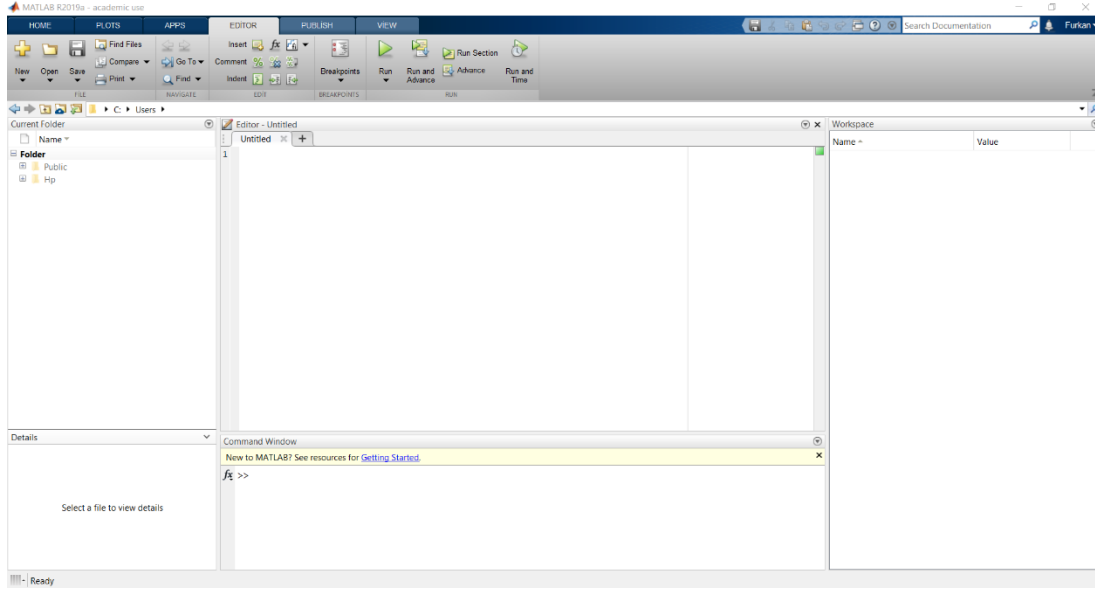 MATLAB R2019a - academic use
HOME PLOTS APPS EDITOR PUBLISH VIEW Search Documentation Furkan
New Open Save Find Files Compare Print
FILE
Go To Find
NAVIGATE
Insert fx
Comment %
Indent
EDIT
Breakpoints
BREAKPOINTS
Run Run and Advance Run Section Advance Run and Time
RUN
C: Users
Current Folder
Name
Folder
Public
Hp
Details
Select a file to view details
Editor - Untitled
Untitled +
1
Command Window
New to MATLAB? See resources for Getting Started.
fx >>
Workspace
Name Value
Ready